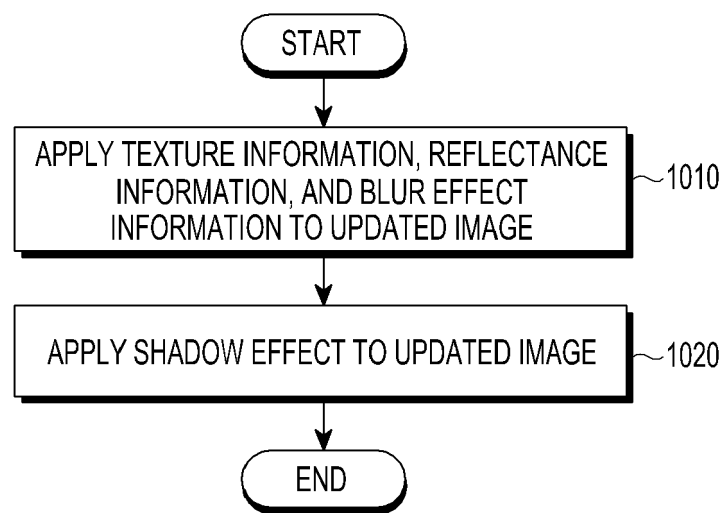 START
APPLY TEXTURE INFORMATION, REFLECTANCE
INFORMATION, AND BLUR EFFECT
INFORMATION TO UPDATED IMAGE
1010
APPLY SHADOW EFFECT TO UPDATED IMAGE
1020
END